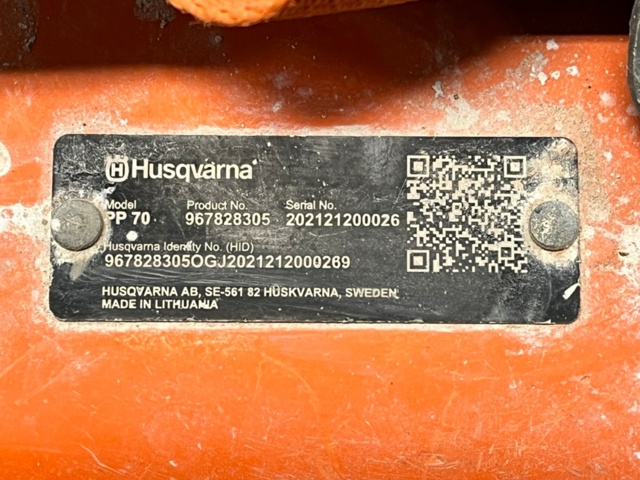 Husqvarna
Model Product No. Serial No.
PP 70 967828305 202121200026
Husqvarna Identity No. (HID)
967828305OGJ2021212000269
HUSQVARNA AB, SE-561 82 HUSKVARNA, SWEDEN
MADE IN LITHUANIA